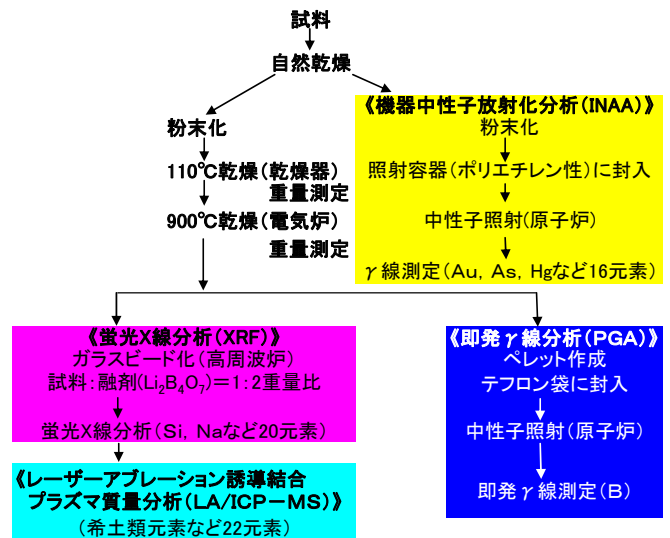 試料
自然乾燥
粉末化
110℃乾燥（乾燥器）
重量測定
900℃乾燥（電気炉）
重量測定
《機器中性子放射化分析（INAA）》
粉末化
照射容器（ポリエチレン性）に封入
中性子照射（原子炉）
γ線測定（Au，As，Hgなど16元素）
《蛍光X線分析（XRF）》
ガラスビード化（高周波炉）
試料：融剤(Li₂B₄O₇)＝1：2重量比
蛍光X線分析（Si，Naなど20元素）
《レーザーアブレーション誘導結合
プラズマ質量分析（LA/ICP－MS）》
（希土類元素など22元素）
《即発γ線分析（PGA）》
ペレット作成
テフロン袋に封入
中性子照射（原子炉）
即発γ線測定（B）